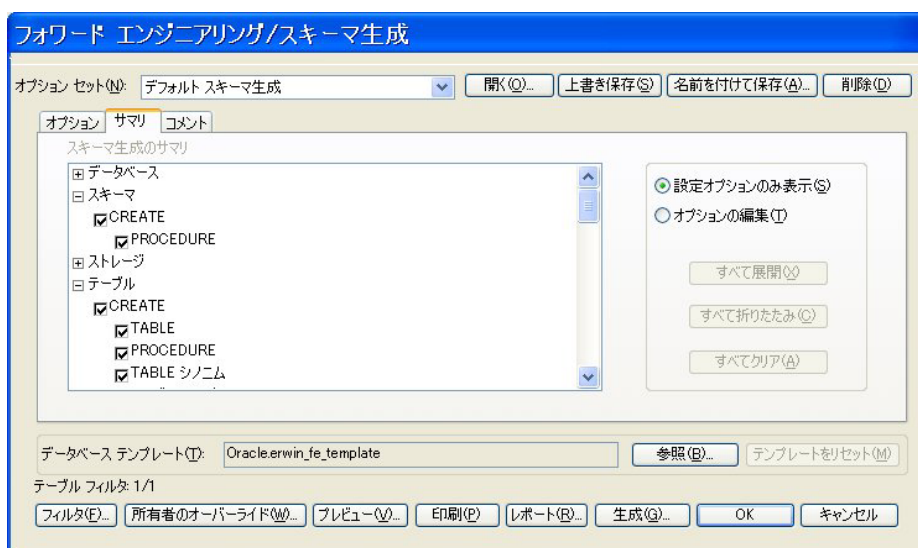 フォワード エンジニアリング/スキーマ生成
オプション セット(N): デフォルト スキーマ生成 開く(O)... 上書き保存(S) 名前を付けて保存(A)... 削除(D)
オプション サマリ コメント
スキーマ生成のサマリ
データベース
スキーマ
CREATE
PROCEDURE
ストレージ
テーブル
CREATE
TABLE
PROCEDURE
TABLE シノニム
設定オプションのみ表示(S)
オプションの編集(T)
すべて展開(X)
すべて折りたたみ(C)
すべてクリア(A)
データベース テンプレート(T): Oracle.erwin_fe_template 参照(B)... テンプレートをリセット(M)
テーブル フィルタ: 1/1
フィルタ(F)... 所有者のオーバーライド(W)... プレビュー(V)... 印刷(P) レポート(R)... 生成(G)... OK キャンセル